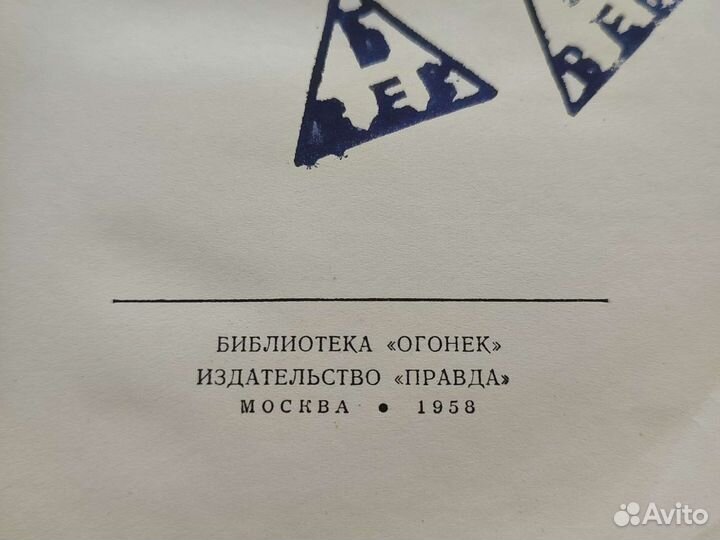 БИБЛИОТЕКА «ОГОНЕК»
ИЗДАТЕЛЬСТВО «ПРАВДА»
МОСКВА • 1958
Avito